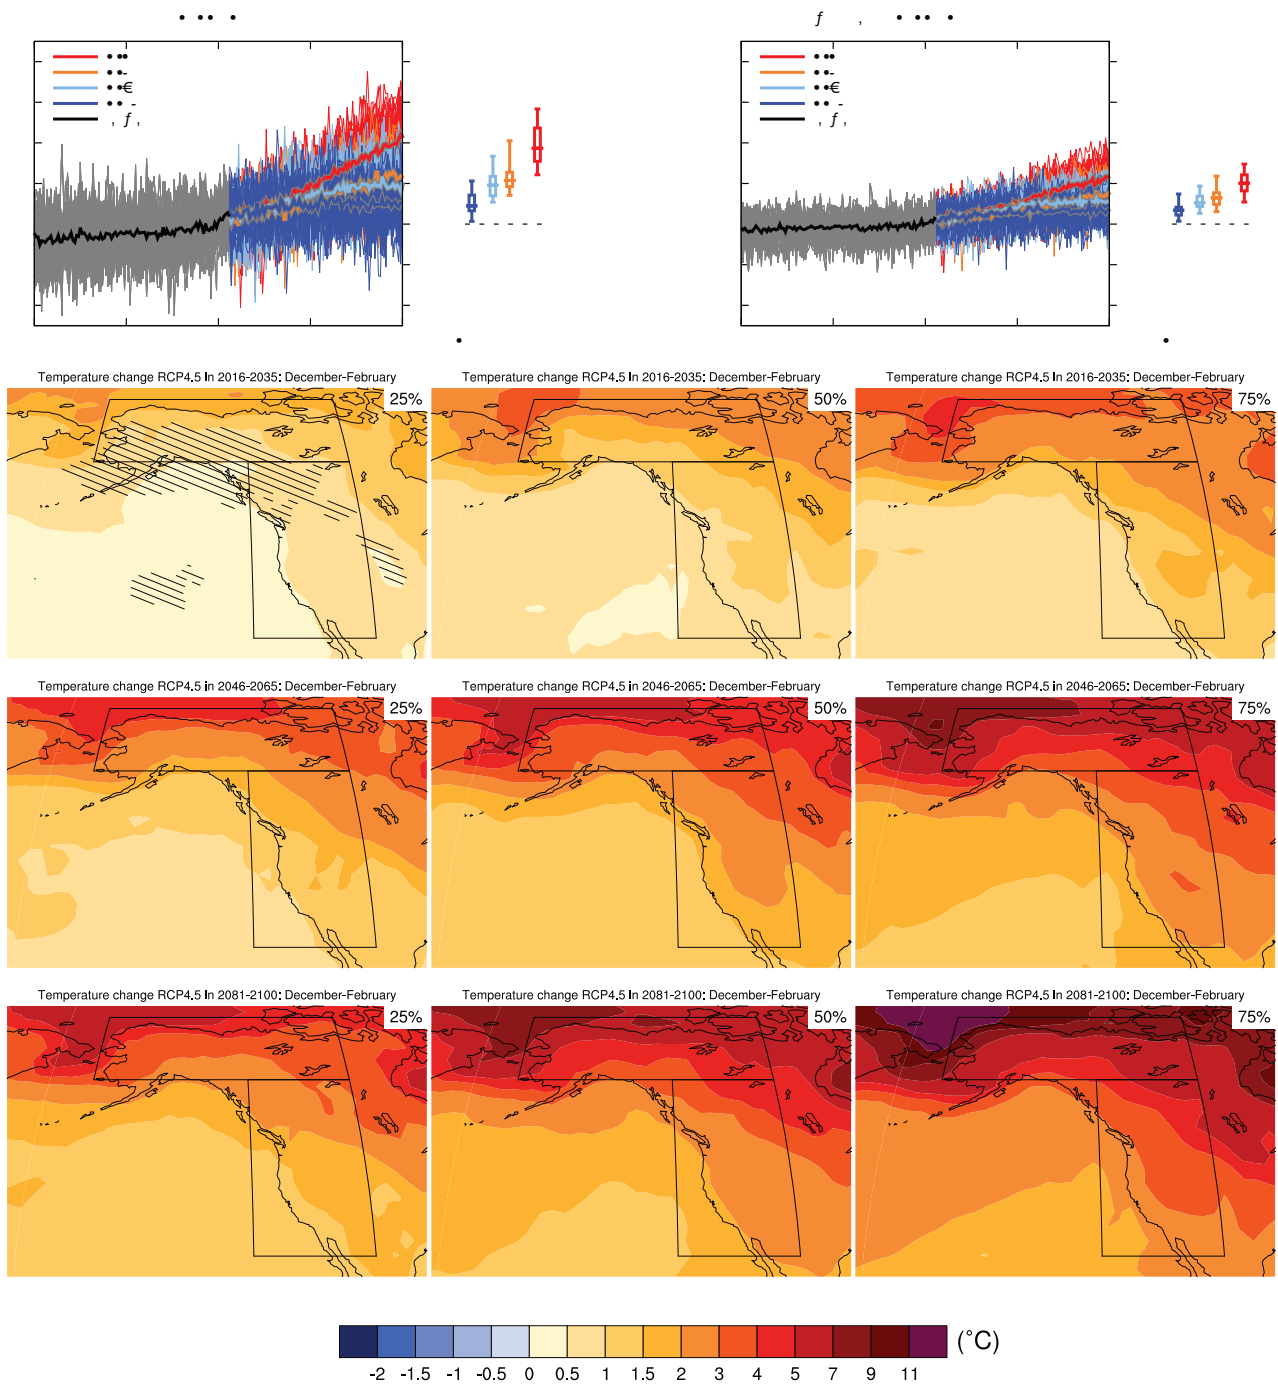 Temperature change RCP4.5 in 2016-2035: December-February
25%
Temperature change RCP4.5 in 2016-2035: December-February
50%
Temperature change RCP4.5 in 2016-2035: December-February
75%
Temperature change RCP4.5 in 2046-2065: December-February
25%
Temperature change RCP4.5 in 2046-2065: December-February
50%
Temperature change RCP4.5 in 2046-2065: December-February
75%
Temperature change RCP4.5 in 2081-2100: December-February
25%
Temperature change RCP4.5 in 2081-2100: December-February
50%
Temperature change RCP4.5 in 2081-2100: December-February
75%
(°C)
-2 -1.5 -1 -0.5 0 0.5 1 1.5 2 3 4 5 7 9 11